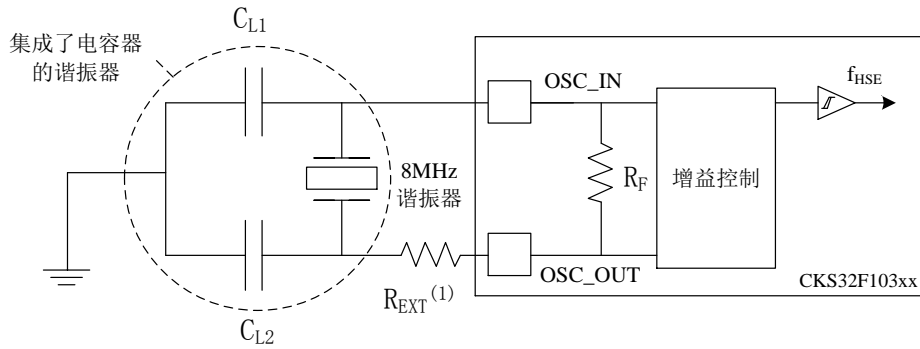 C_L1
集成了电容器
的谐振器
OSC_IN
f_HSE
8MHz
谐振器
R_F
增益控制
OSC_OUT
R_EXT (1)
CKS32F103xx
C_L2